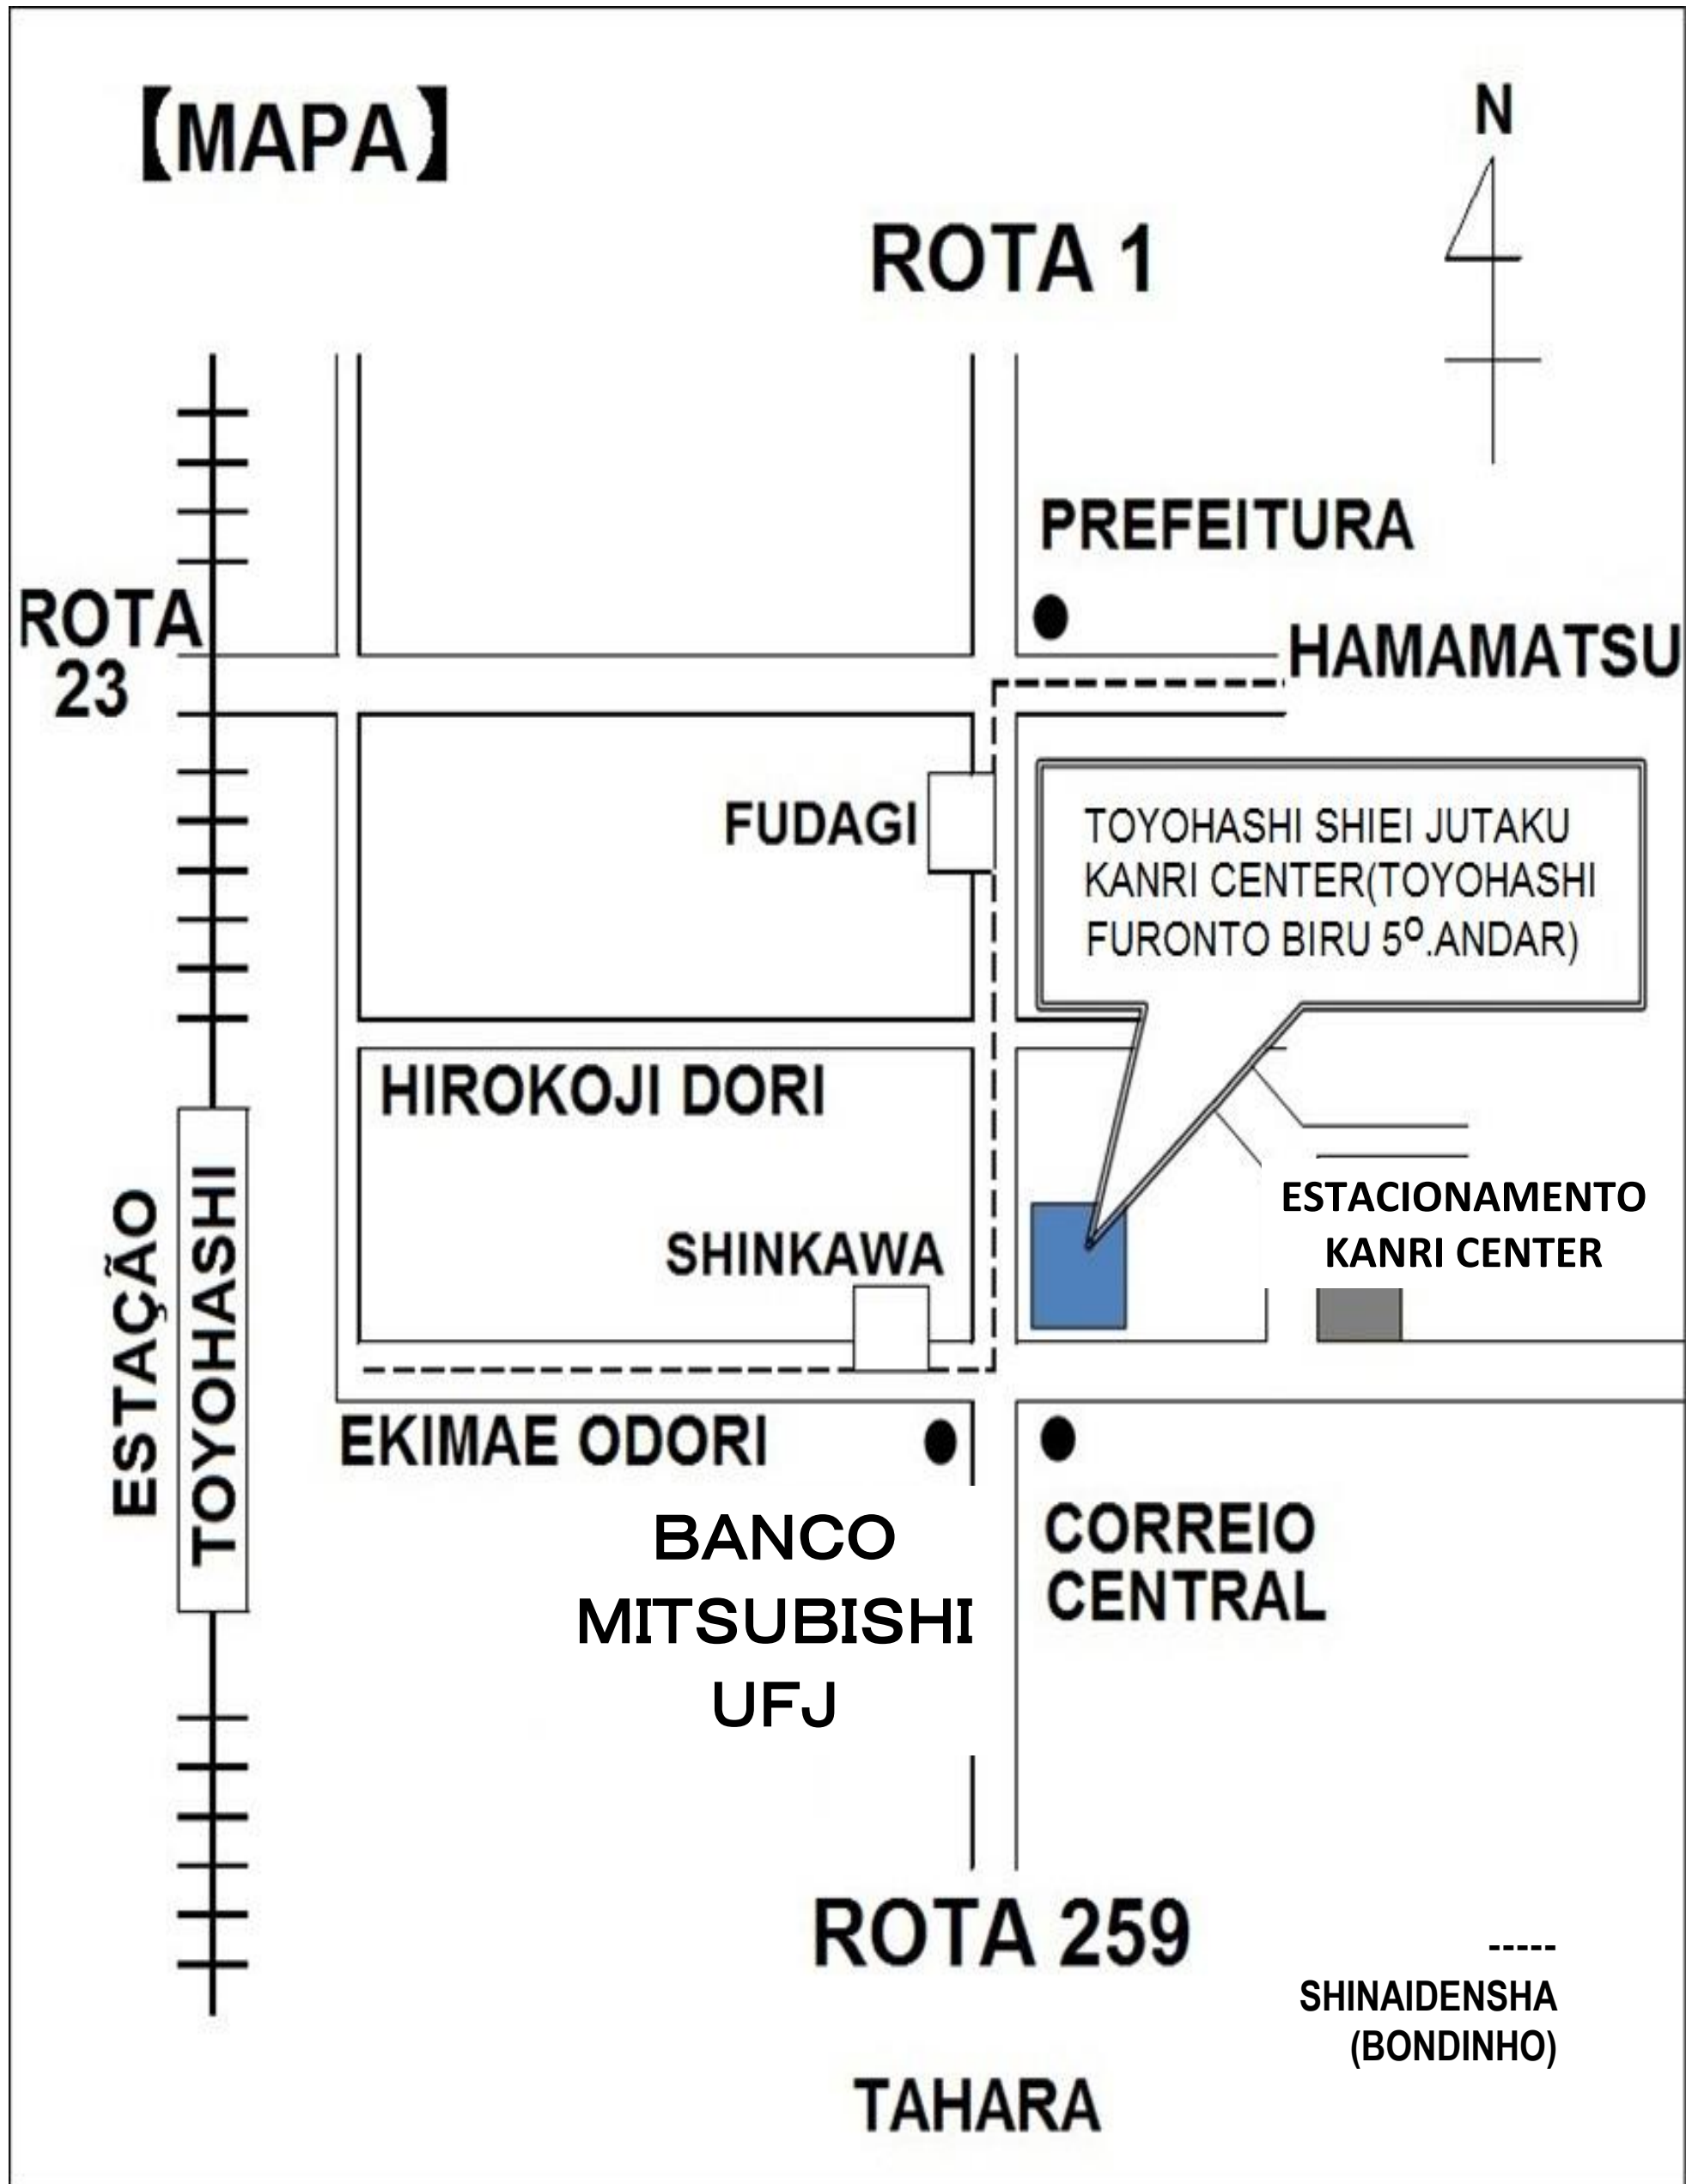 【MAPA】
N
ROTA 1
PREFEITURA
ROTA
23
HAMAMATSU
FUDAGI
TOYOHASHI SHIEI JUTAKU
KANRI CENTER(TOYOHASHI
FURONTO BIRU 5º.ANDAR)
HIROKOJI DORI
ESTAÇÃO
TOYOHASHI
SHINKAWA
ESTACIONAMENTO
KANRI CENTER
EKIMAE ODORI
BANCO
MITSUBISHI
UFJ
CORREIO
CENTRAL
ROTA 259
-----
SHINAIDENSHA
(BONDINHO)
TAHARA